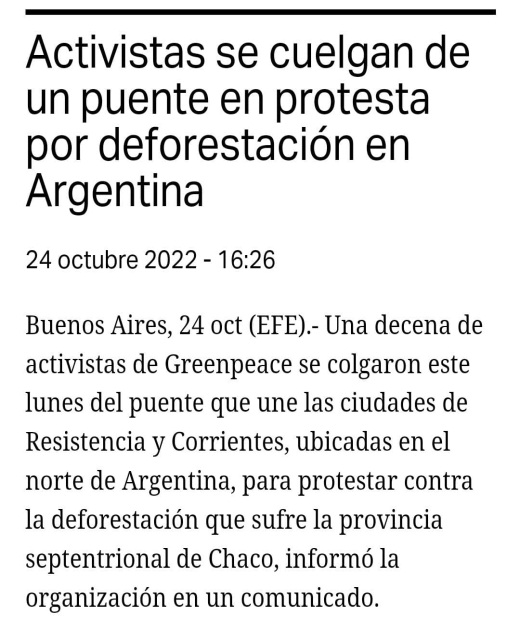 Activistas se cuelgan de
un puente en protesta
por deforestación en
Argentina
24 octubre 2022 - 16:26
Buenos Aires, 24 oct (EFE).- Una decena de
activistas de Greenpeace se colgaron este
lunes del puente que une las ciudades de
Resistencia y Corrientes, ubicadas en el
norte de Argentina, para protestar contra
la deforestación que sufre la provincia
septentrional de Chaco, informó la
organización en un comunicado.